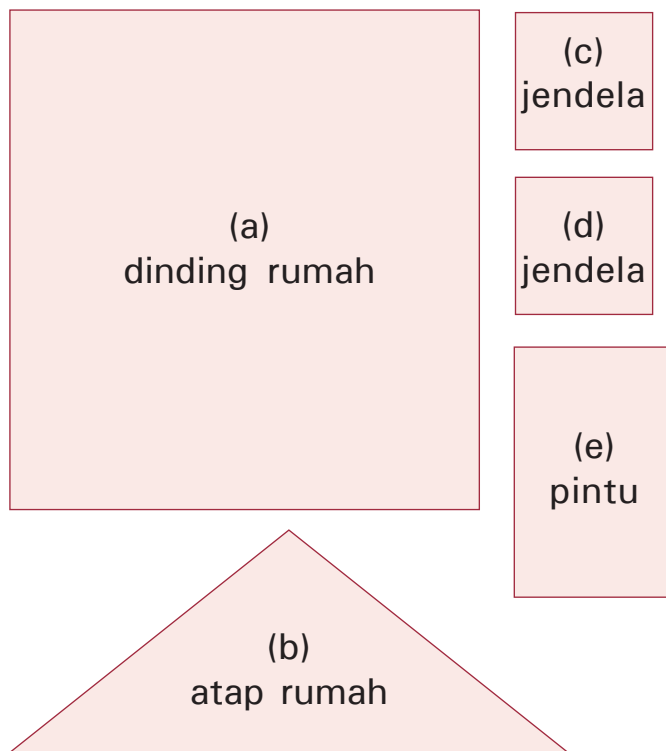 (a)
dinding rumah
(c)
jendela
(d)
jendela
(e)
pintu
(b)
atap rumah